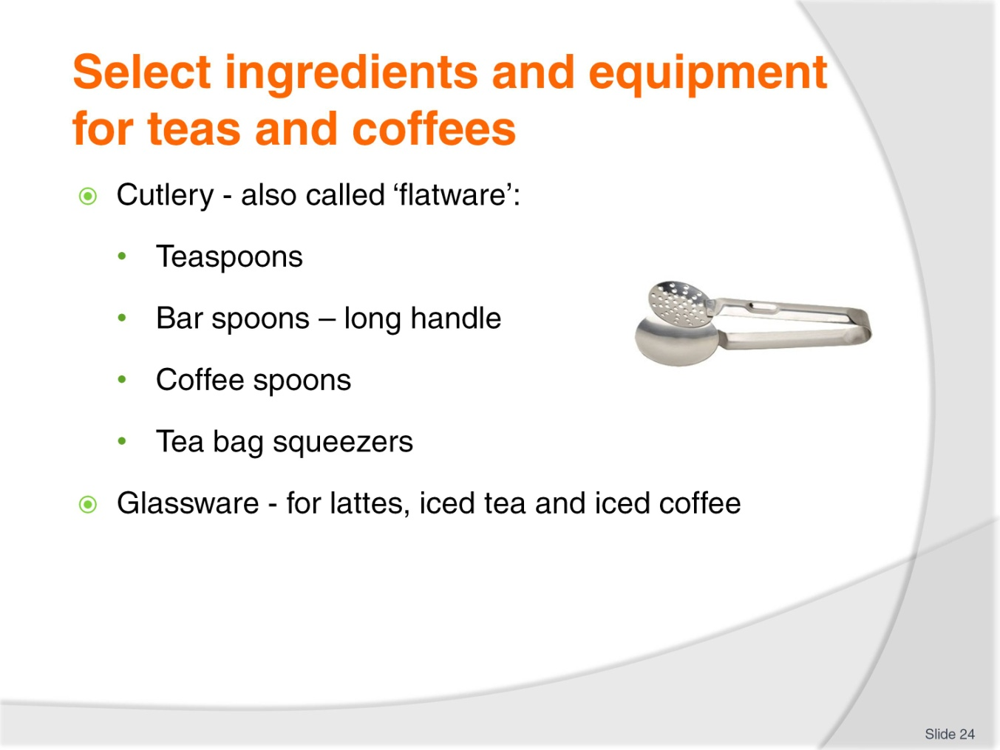 Select ingredients and equipment
for teas and coffees
Cutlery - also called ‘flatware’:
• Teaspoons
• Bar spoons – long handle
• Coffee spoons
• Tea bag squeezers
Glassware - for lattes, iced tea and iced coffee
Slide 24